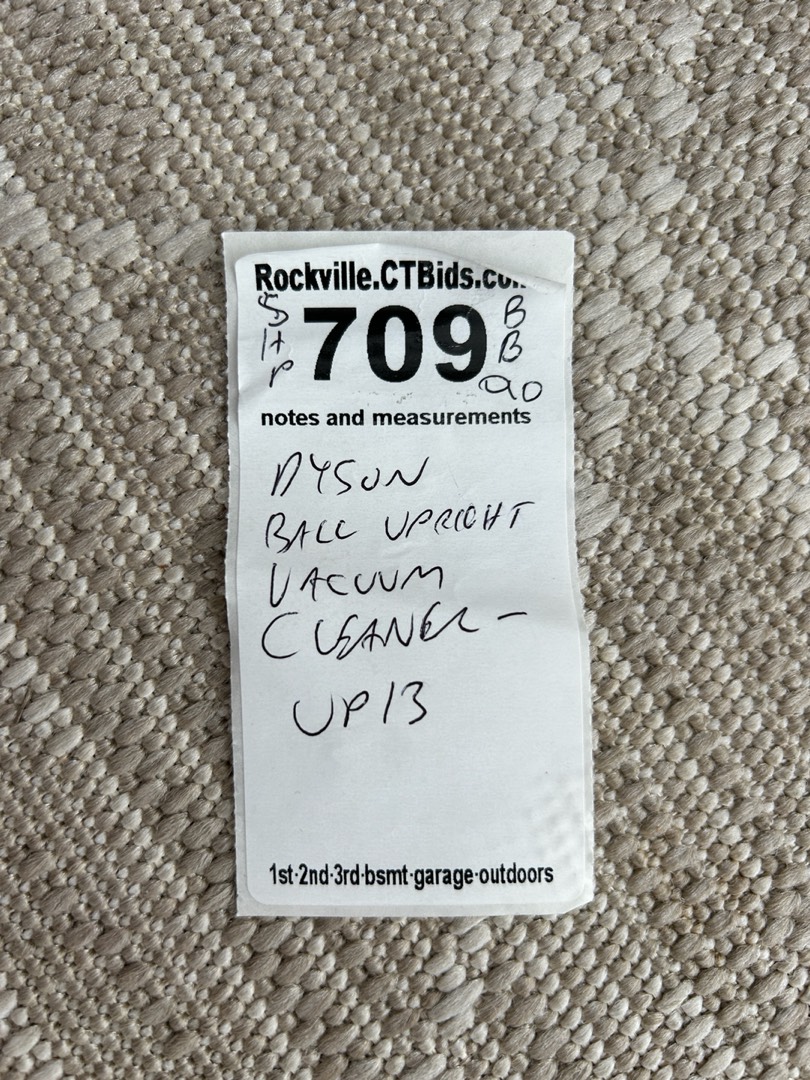 Rockville.CTBids.co
S
H
P
709
B
B
90
notes and measurements
DYSON
BALL UPRIGHT
VACUUM
CLEANER -
UP13
1st·2nd·3rd·bsmt·garage·outdoors